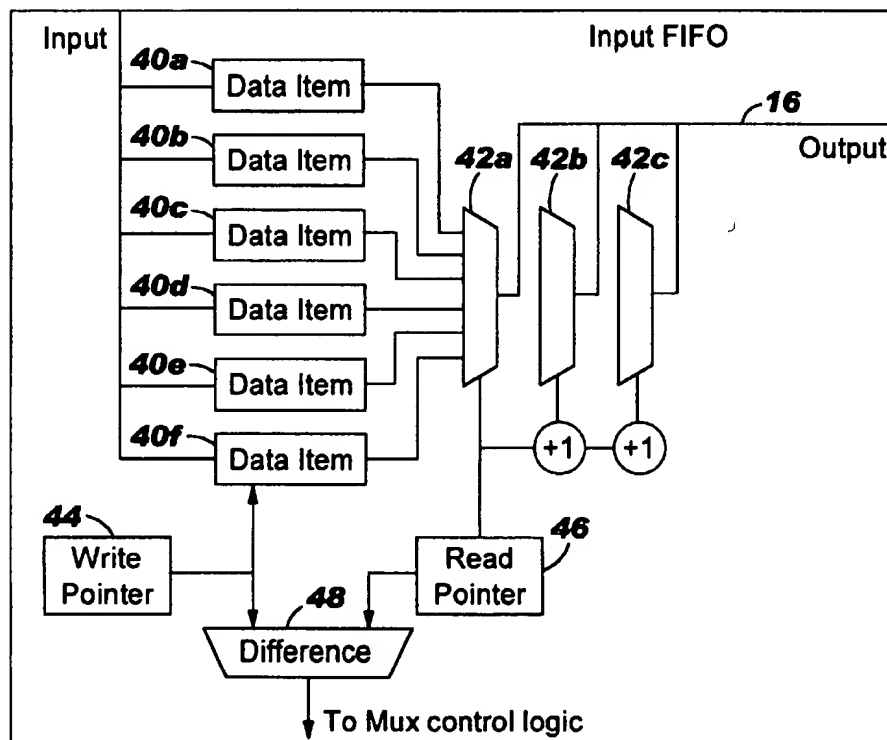 Input
Input FIFO
40a
Data Item
16
Output
40b
Data Item
42a
42b
42c
40c
Data Item
40d
Data Item
40e
Data Item
40f
Data Item
+1
+1
44
Write
Pointer
46
Read
Pointer
48
Difference
To Mux control logic